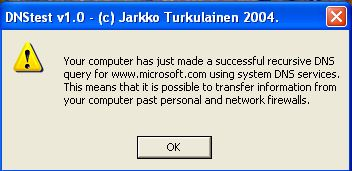 DNStest v1.0 - (c) Jarkko Turkulainen 2004.
Your computer has just made a successful recursive DNS
query for www.microsoft.com using system DNS services.
This means that it is possible to transfer information from
your computer past personal and network firewalls.
OK